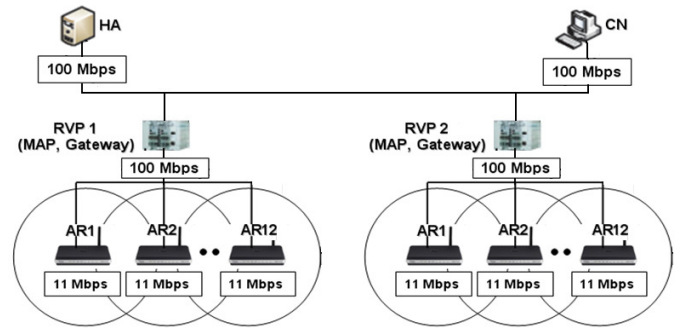 HA
CN
100 Mbps
100 Mbps
RVP 1
(MAP, Gateway)
RVP 2
(MAP, Gateway)
100 Mbps
100 Mbps
AR1
AR2
AR12
AR1
AR2
AR12
11 Mbps
11 Mbps
11 Mbps
11 Mbps
11 Mbps
11 Mbps